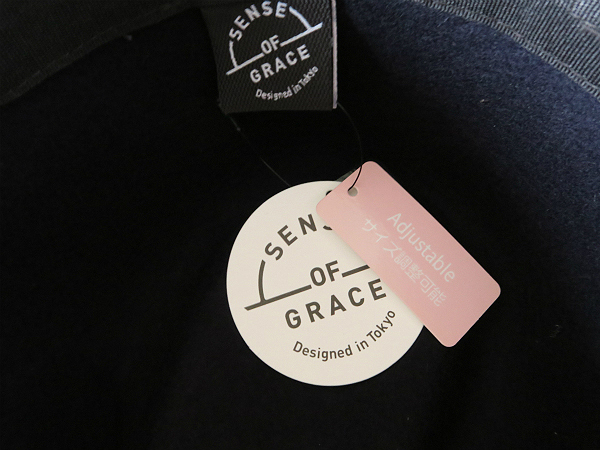 SENSE
OF
GRACE
Designed in Tokyo
SENS
OF
GRACE
Designed in Tokyo
Adjustable
サイズ調整可能